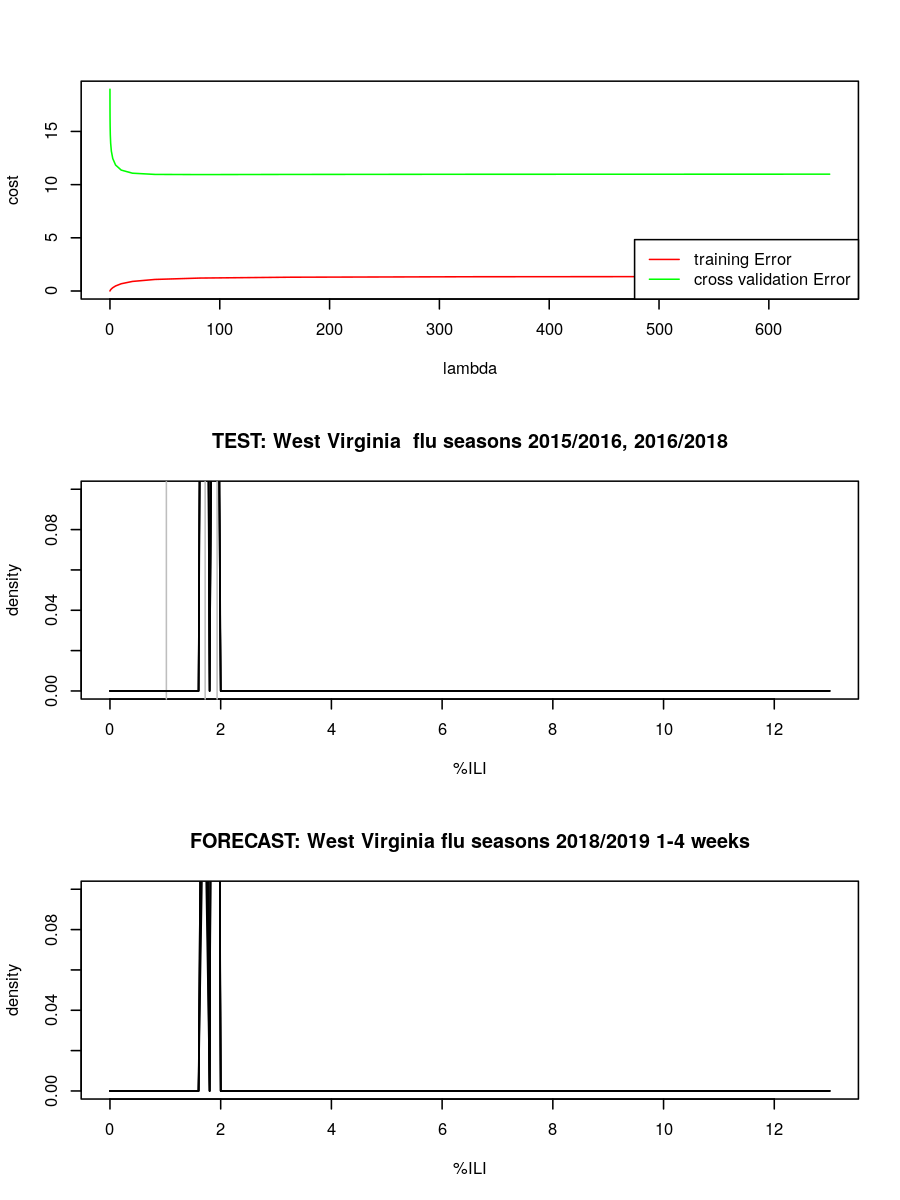 15
10
5
0
cost
training Error
cross validation Error
0 100 200 300 400 500 600
lambda
TEST: West Virginia  flu seasons 2015/2016, 2016/2018
0.08
0.04
0.00
density
0 2 4 6 8 10 12
%ILI
FORECAST: West Virginia flu seasons 2018/2019 1-4 weeks
0.08
0.04
0.00
density
0 2 4 6 8 10 12
%ILI